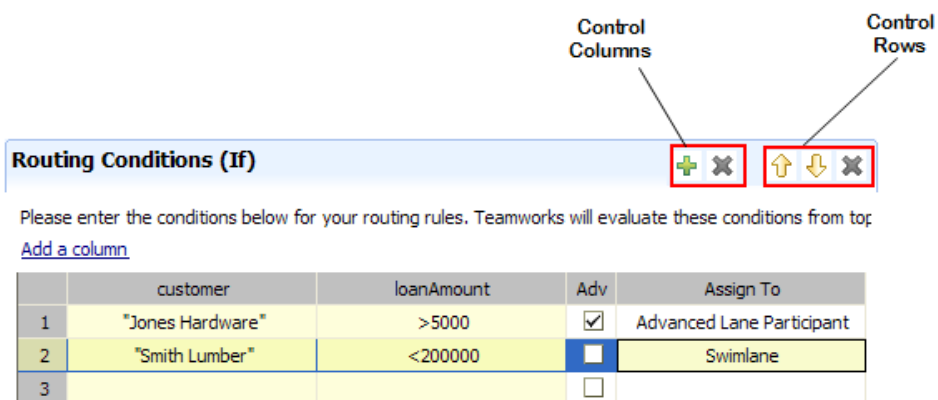 Control
Columns
Control
Rows
Routing Conditions (If)
Please enter the conditions below for your routing rules. Teamworks will evaluate these conditions from top
Add a column
customer loanAmount Adv Assign To
1 "Jones Hardware" >5000 Advanced Lane Participant
2 "Smith Lumber" <200000 Swimlane
3